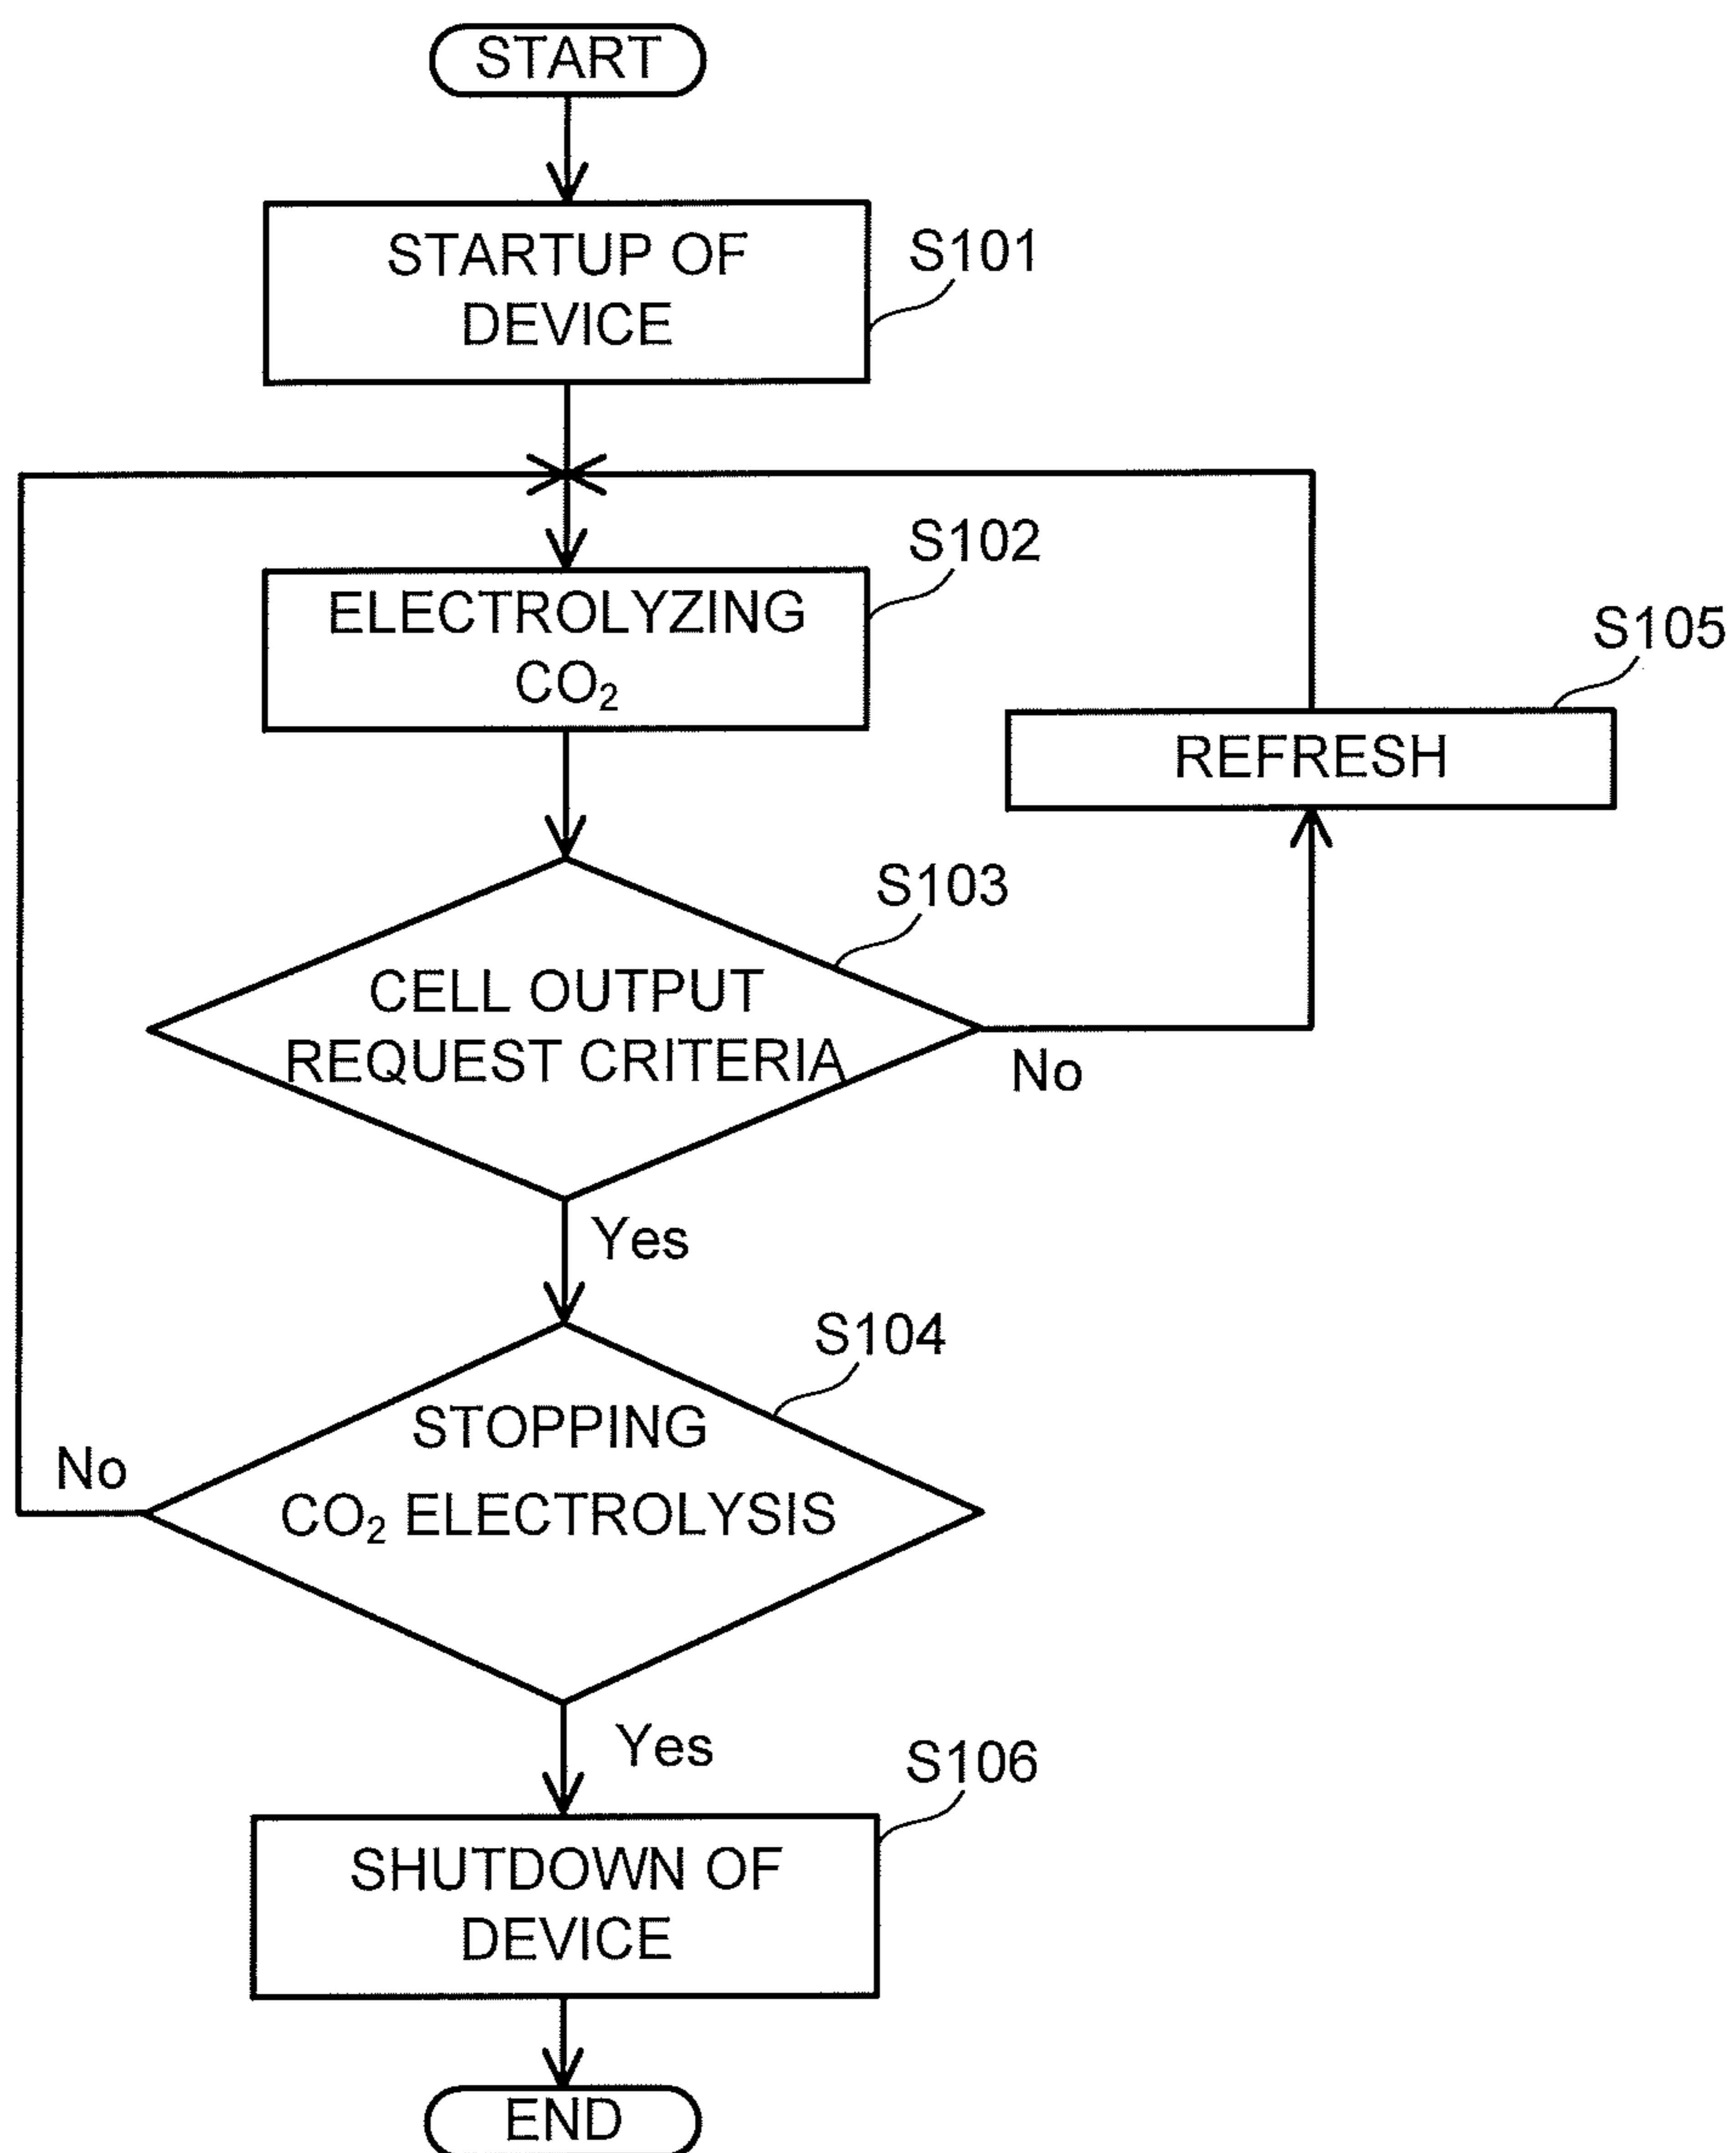 START
STARTUP OF
DEVICE
S101
S102
ELECTROLYZING
CO₂
S105
REFRESH
S103
CELL OUTPUT
REQUEST CRITERIA
No
Yes
S104
STOPPING
No
CO₂ ELECTROLYSIS
Yes
S106
SHUTDOWN OF
DEVICE
END